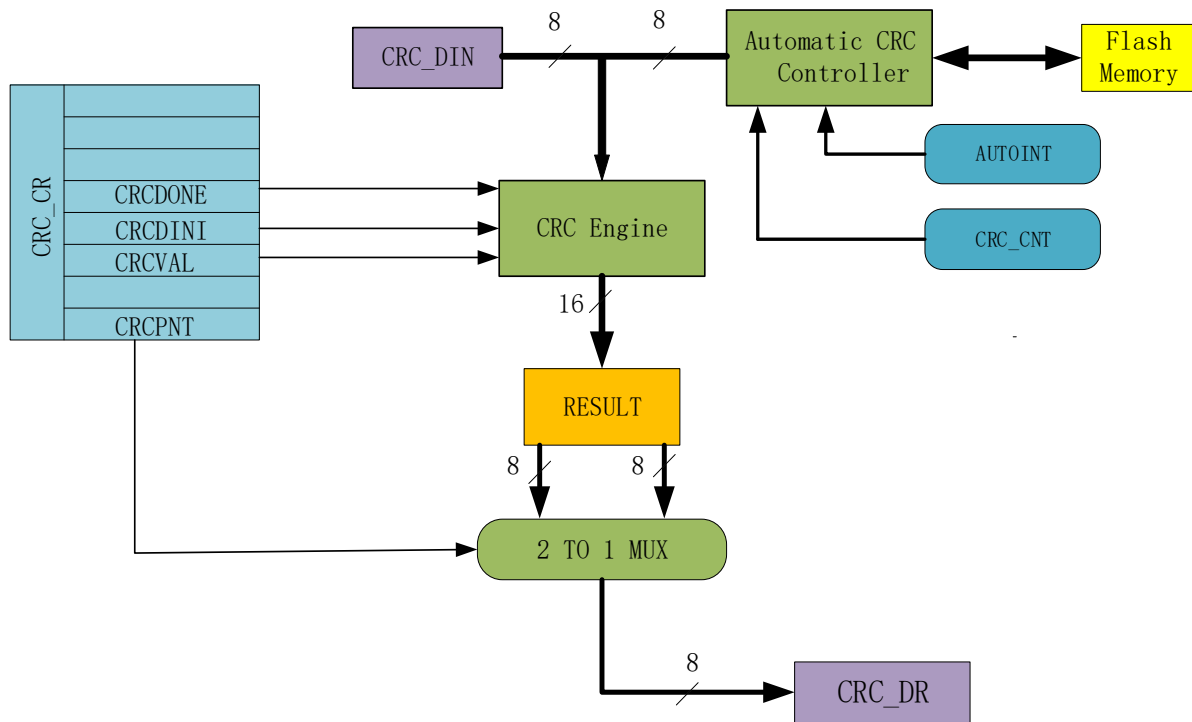 8
8
CRC_DIN
Automatic CRC
Controller
Flash
Memory
AUTOINT
CRC_CR
CRCDONE
CRCDINI
CRCVAL
CRCPNT
CRC Engine
CRC_CNT
16
-
RESULT
8
8
2 TO 1 MUX
8
CRC_DR